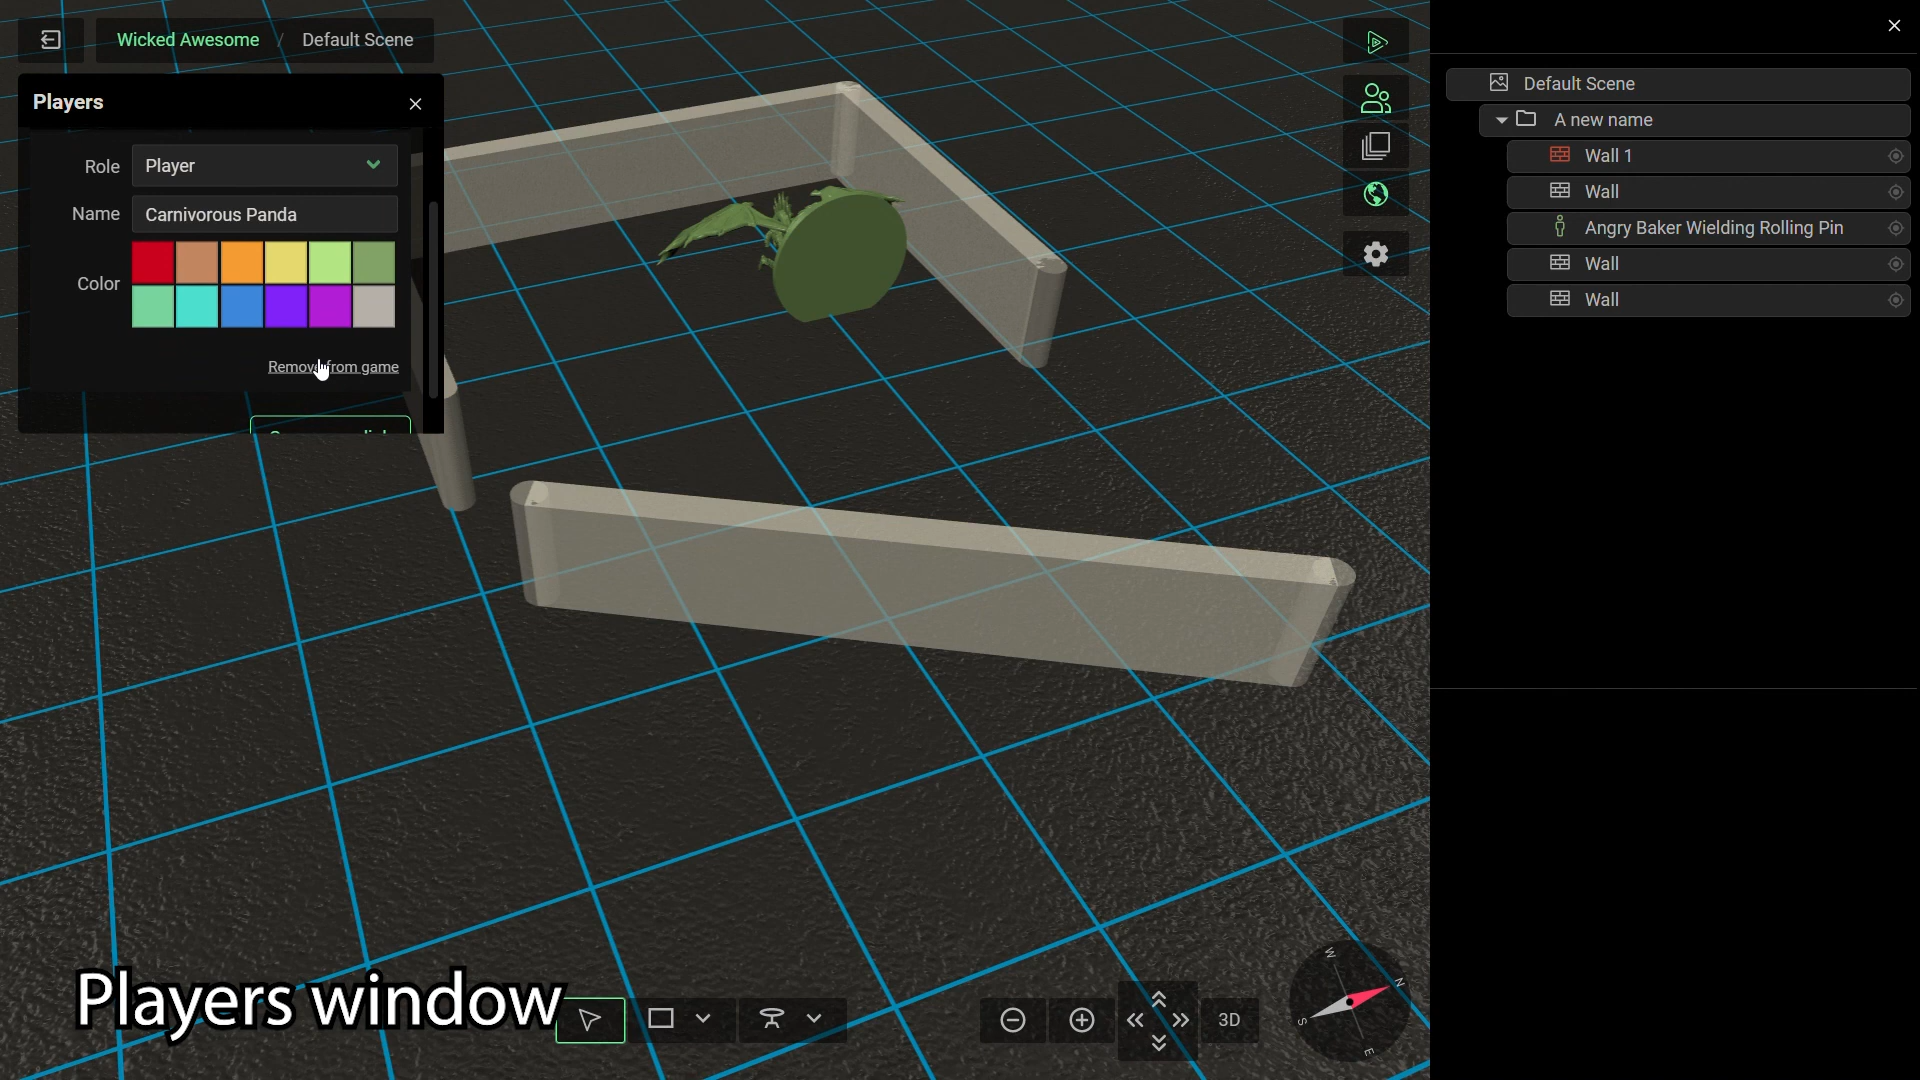 Wicked Awesome / Default Scene
Players
Role Player
Name Carnivorous Panda
Color
Remove from game
Default Scene
A new name
Wall 1
Wall
Angry Baker Wielding Rolling Pin
Wall
Wall
Players window
3D
W
N
S
E